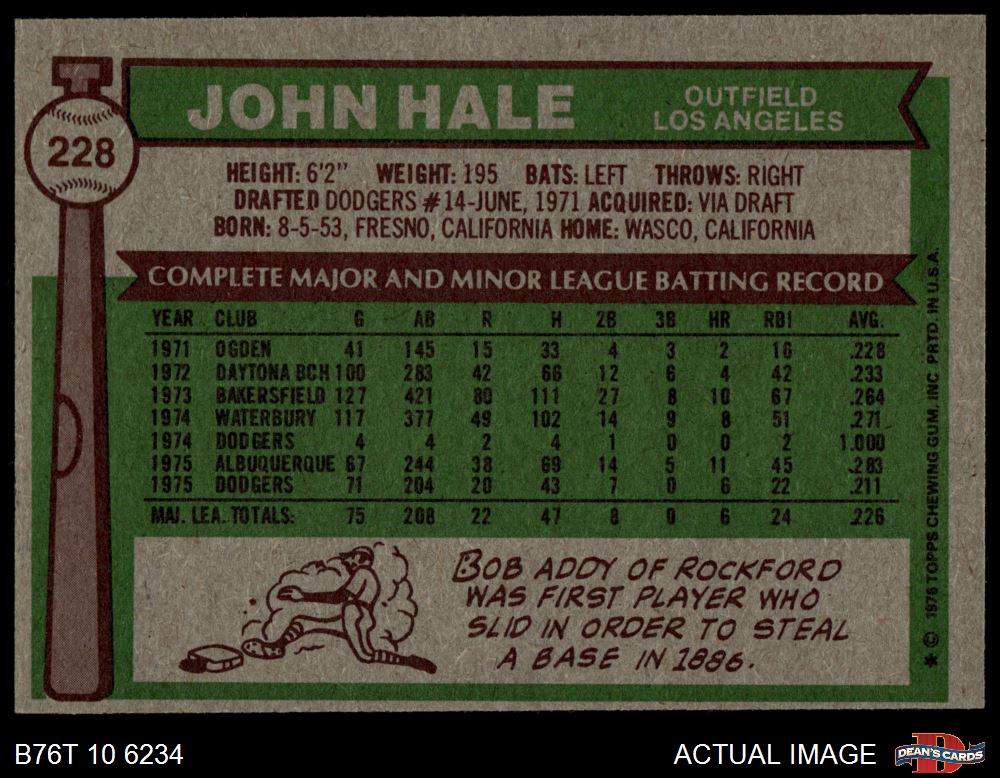 228
JOHN HALE
OUTFIELD
LOS ANGELES
HEIGHT: 6'2" WEIGHT: 195 BATS: LEFT THROWS: RIGHT
DRAFTED DODGERS #14-JUNE, 1971 ACQUIRED: VIA DRAFT
BORN: 8-5-53, FRESNO, CALIFORNIA HOME: WASCO, CALIFORNIA
COMPLETE MAJOR AND MINOR LEAGUE BATTING RECORD
YEAR CLUB G AB R H 2B 3B HR RBI AVG.
1971 OGDEN 41 145 15 33 4 3 2 16 .228
1972 DAYTONA BCH 100 283 42 66 12 6 4 42 .233
1973 BAKERSFIELD 127 421 80 111 27 8 10 67 .264
1974 WATERBURY 117 377 49 102 14 9 8 51 .271
1974 DODGERS 4 4 2 4 1 0 0 2 1.000
1975 ALBUQUERQUE 67 244 38 69 14 5 11 45 .283
1975 DODGERS 71 204 20 43 7 0 6 22 .211
MAJ. LEA. TOTALS: 75 208 22 47 8 0 6 24 .226
BOB ADDY OF ROCKFORD
WAS FIRST PLAYER WHO
SLID IN ORDER TO STEAL
A BASE IN 1886.
* © 1976 TOPPS CHEWING GUM, INC PRTD. IN U.S.A.
B76T 10 6234
ACTUAL IMAGE
DEAN'S CARDS